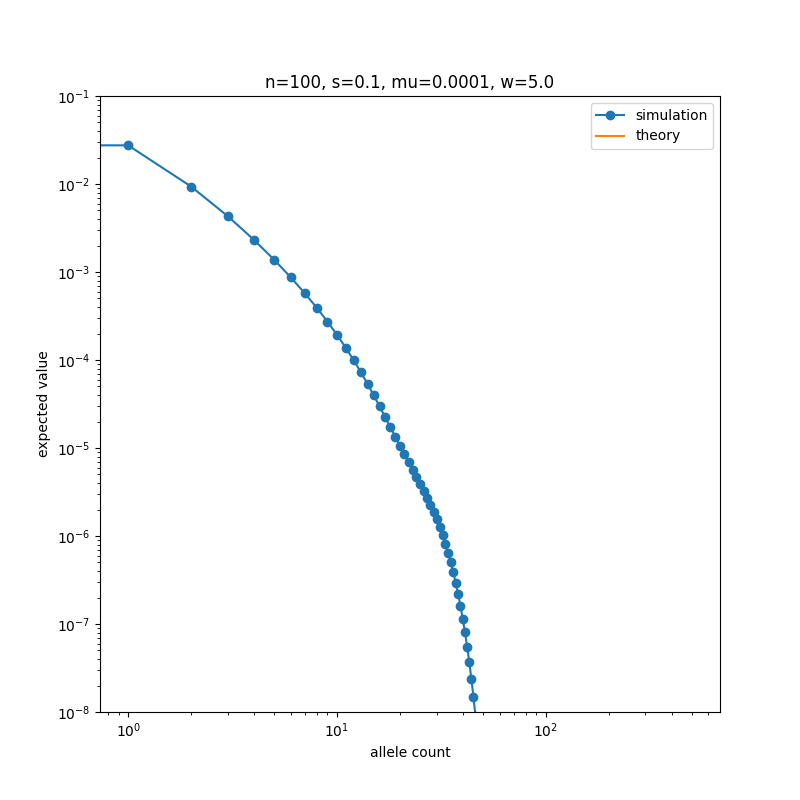 n=100, s=0.1, mu=0.0001, w=5.0
simulation
theory
10⁻¹
10⁻²
10⁻³
10⁻⁴
10⁻⁵
10⁻⁶
10⁻⁷
10⁻⁸
expected value
10⁰ 10¹ 10²
allele count